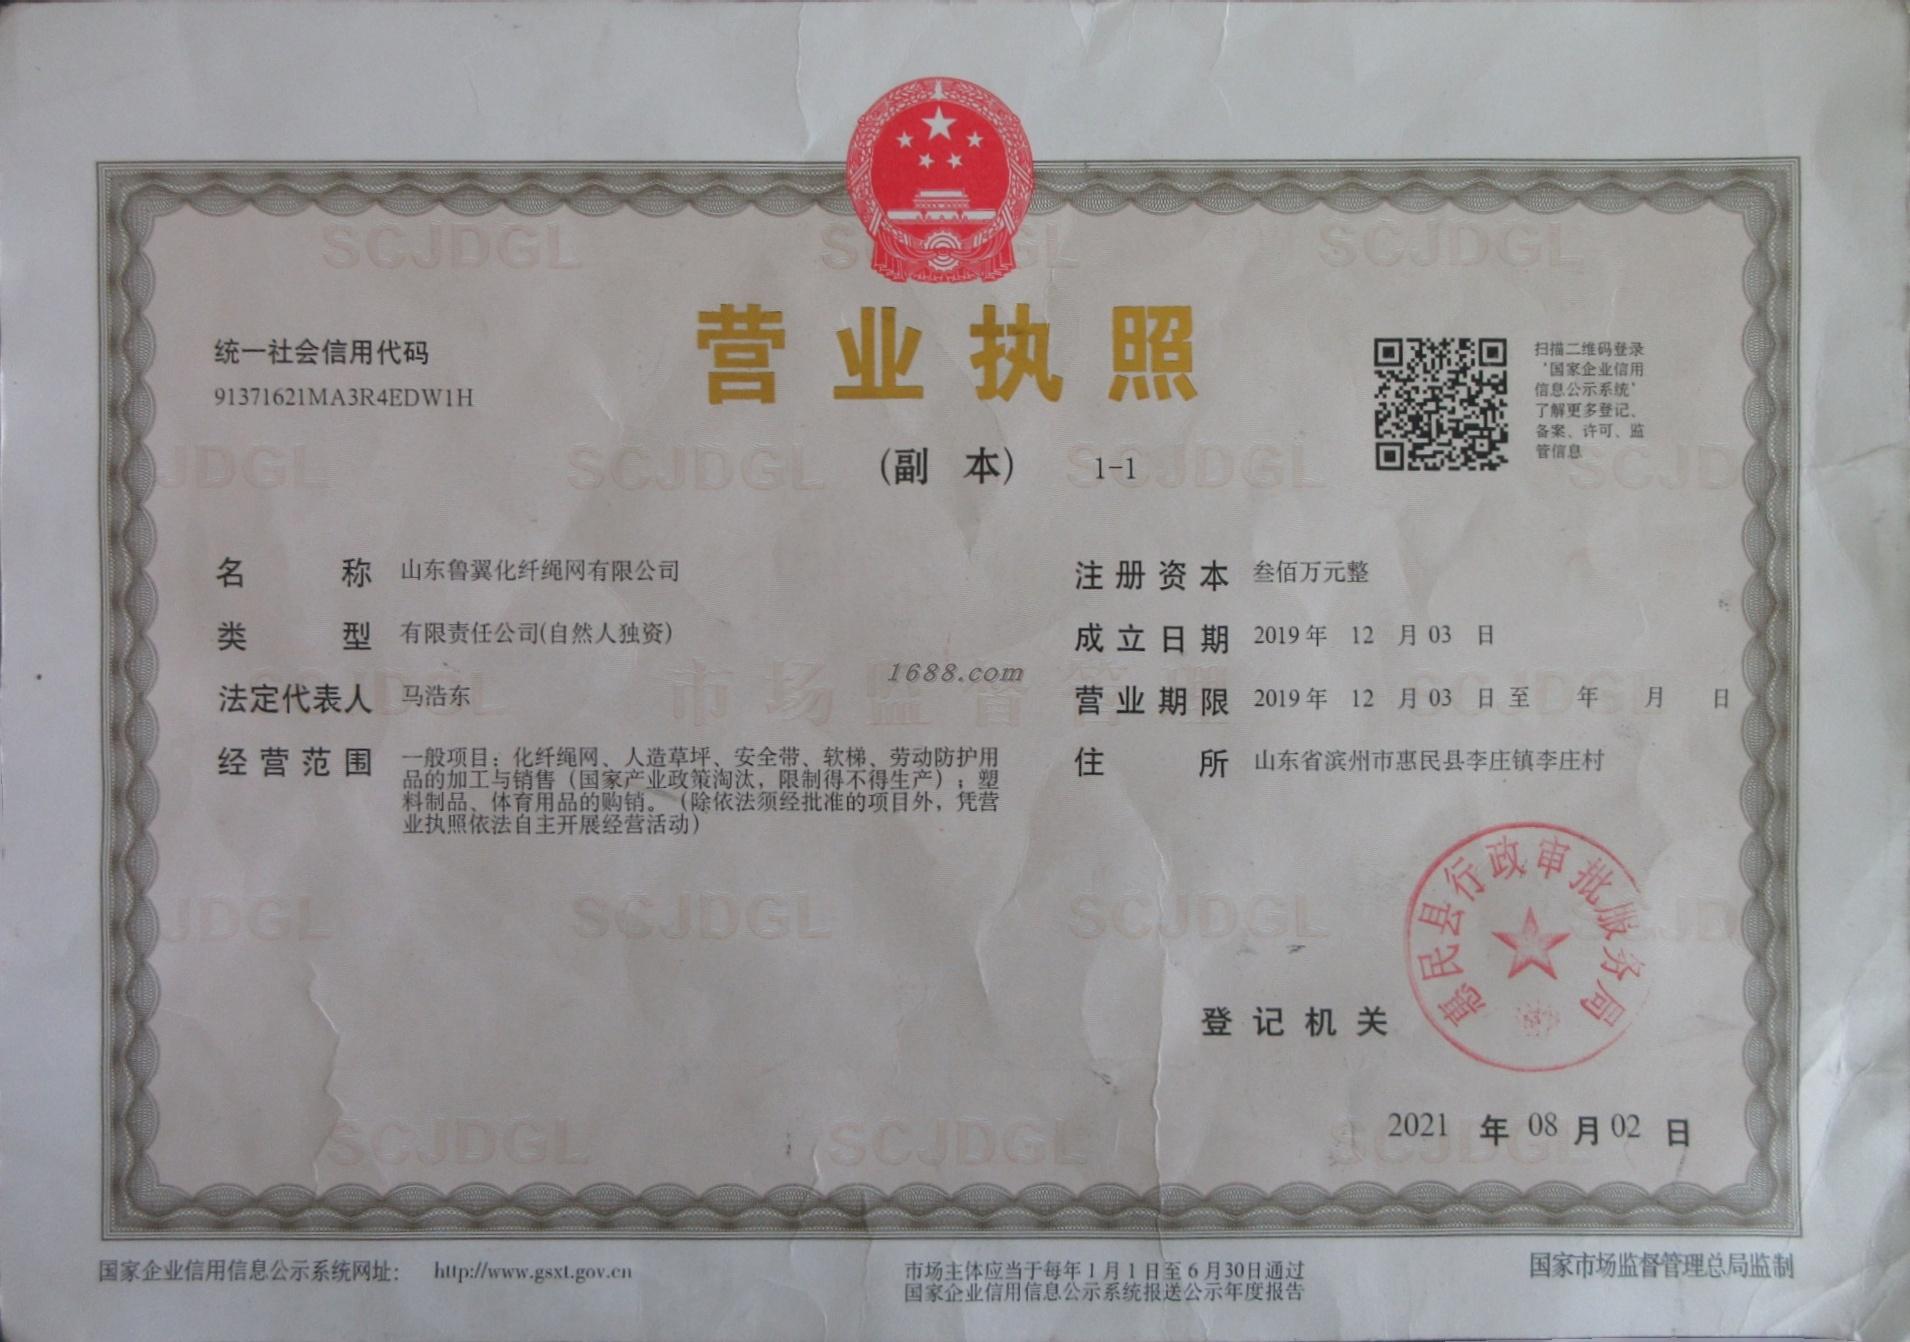 营业执照
(副 本) 1-1
统一社会信用代码
91371621MA3R4EDW1H
扫描二维码登录
'国家企业信用
信息公示系统'
了解更多登记、
备案、许可、监
管信息
名 称 山东鲁翼化纤绳网有限公司
类 型 有限责任公司(自然人独资)
法定代表人 马浩东
经营范围 一般项目：化纤绳网、人造草坪、安全带、软梯、劳动防护用
品的加工与销售（国家产业政策淘汰，限制得不得生产）；塑
料制品、体育用品的购销。（除依法须经批准的项目外，凭营
业执照依法自主开展经营活动）
注册资本 叁佰万元整
成立日期 2019年 12 月 03 日
营业期限 2019年 12 月 03 日 至 年 月 日
住 所 山东省滨州市惠民县李庄镇李庄村
1688.com
SCJDGL
市场监督管理
惠民县行政审批服务局
登记机关
2021 年 08 月 02 日
国家企业信用信息公示系统网址： http://www.gsxt.gov.cn
市场主体应当于每年1月1日至6月30日通过
国家企业信用信息公示系统报送公示年度报告
国家市场监督管理总局监制